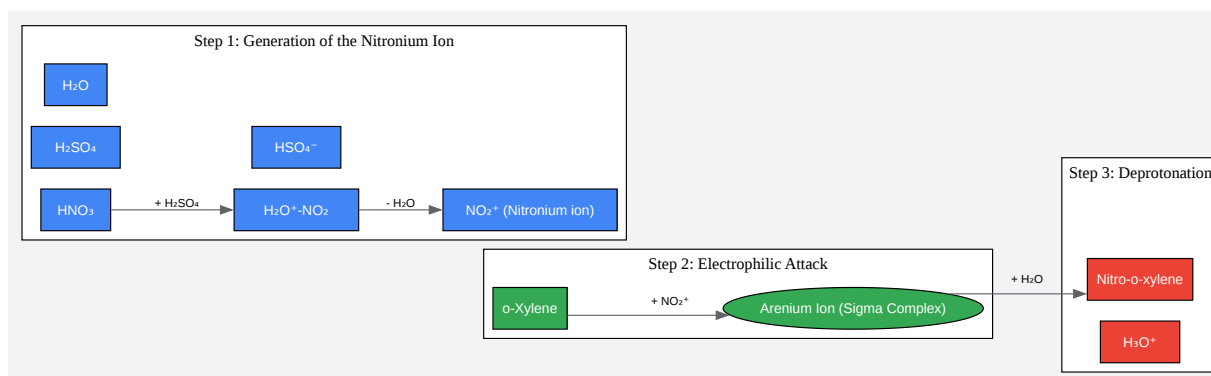 Step 1: Generation of the Nitronium Ion
H₂O
H₂SO₄
HSO₄⁻
HNO₃
+ H₂SO₄
H₂O⁺-NO₂
- H₂O
NO₂⁺ (Nitronium ion)
Step 2: Electrophilic Attack
o-Xylene
+ NO₂⁺
Arenium Ion (Sigma Complex)
+ H₂O
Step 3: Deprotonation
Nitro-o-xylene
H₃O⁺